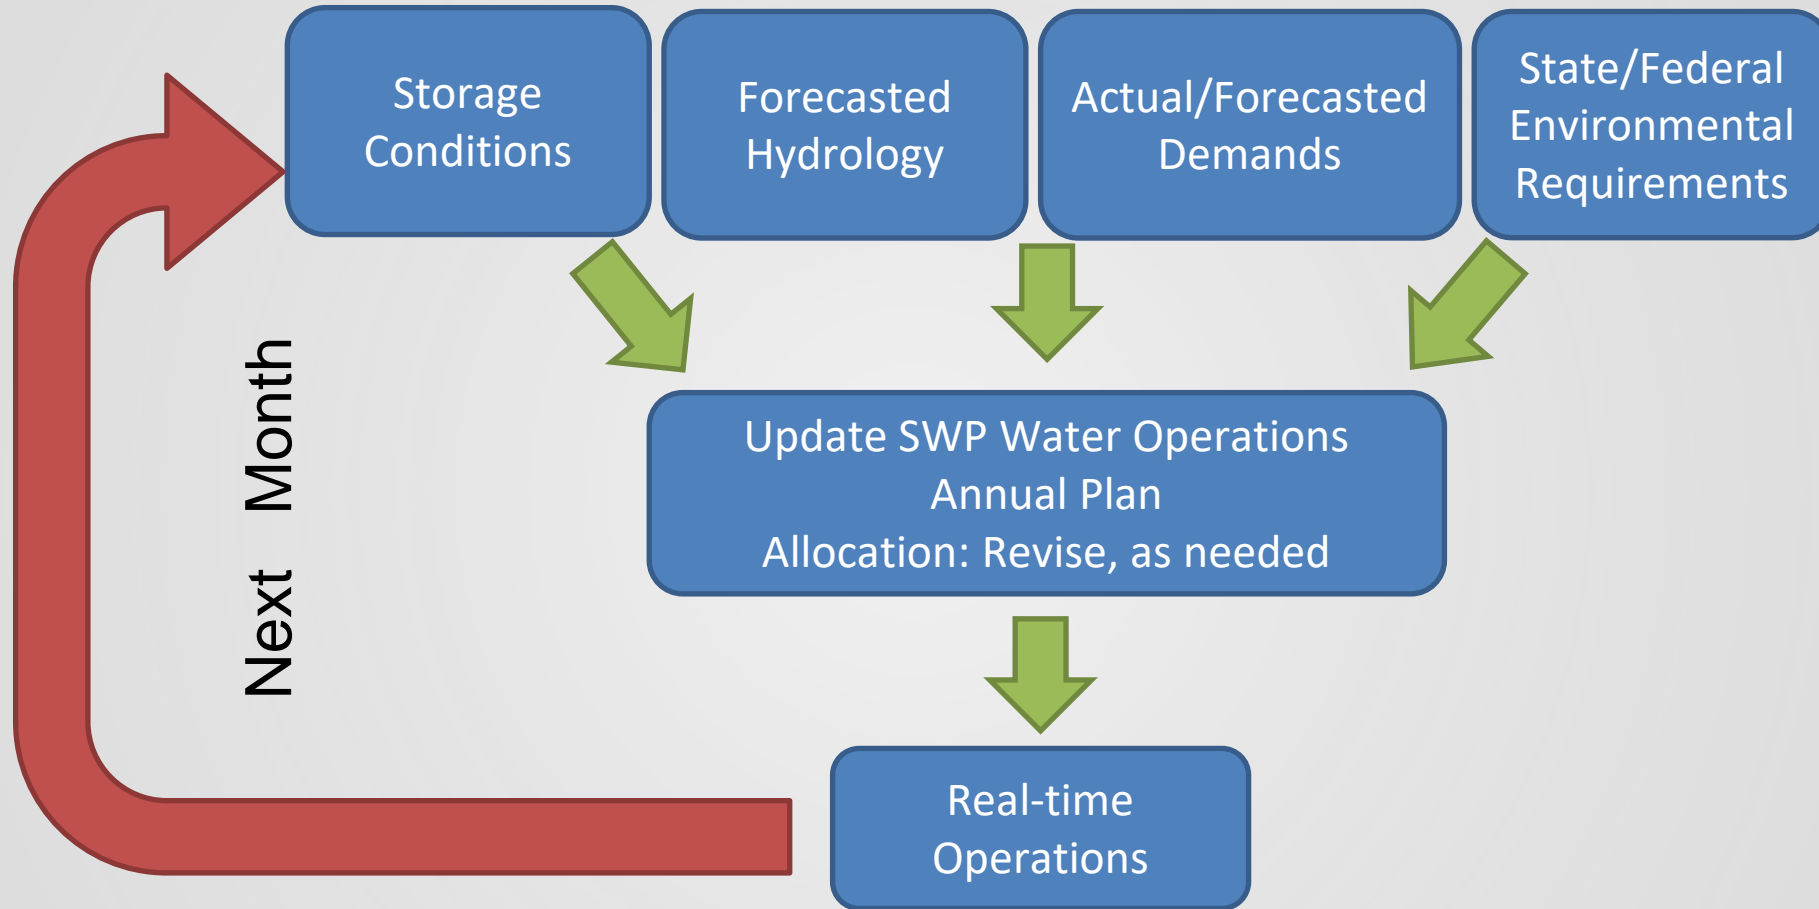 Storage
Conditions
Forecasted
Hydrology
Actual/Forecasted
Demands
State/Federal
Environmental
Requirements
Next Month
Update SWP Water Operations
Annual Plan
Allocation: Revise, as needed
Real-time
Operations